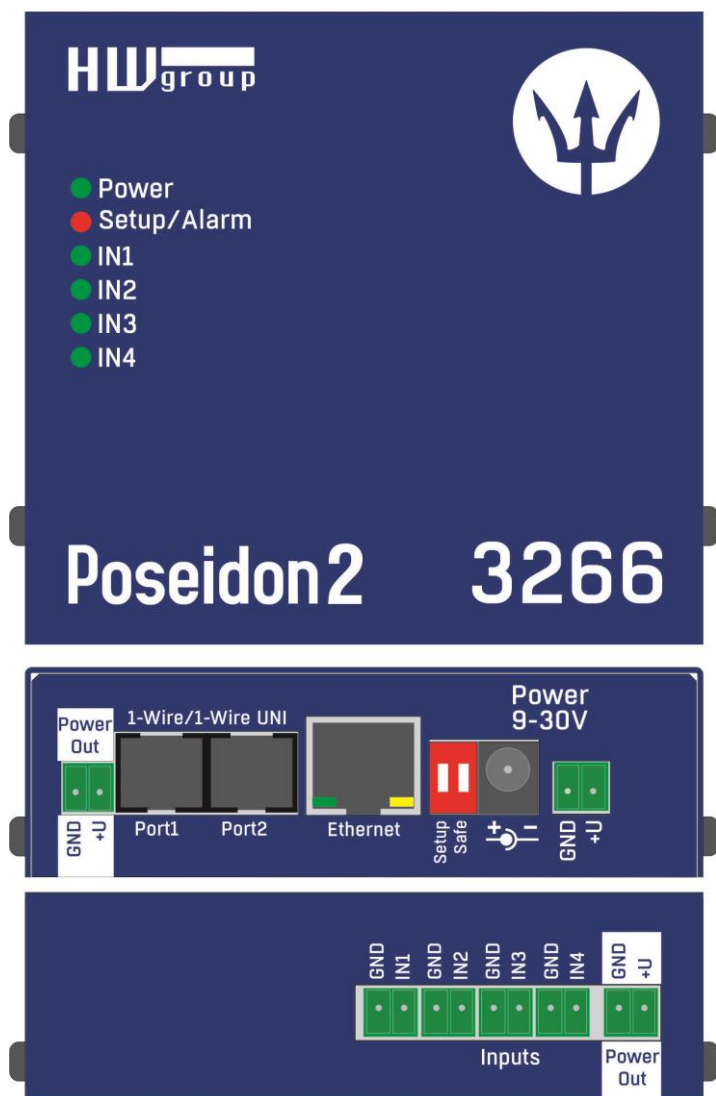 HW group
Power
Setup/Alarm
IN1
IN2
IN3
IN4
Poseidon2 3266
Power Out
1-Wire/1-Wire UNI
Power
9-30V
GND
+U
Port1
Port2
Ethernet
Setup
Safe
+ −
GND
+U
GND
IN1
GND
IN2
GND
IN3
GND
IN4
GND
+U
Inputs
Power
Out